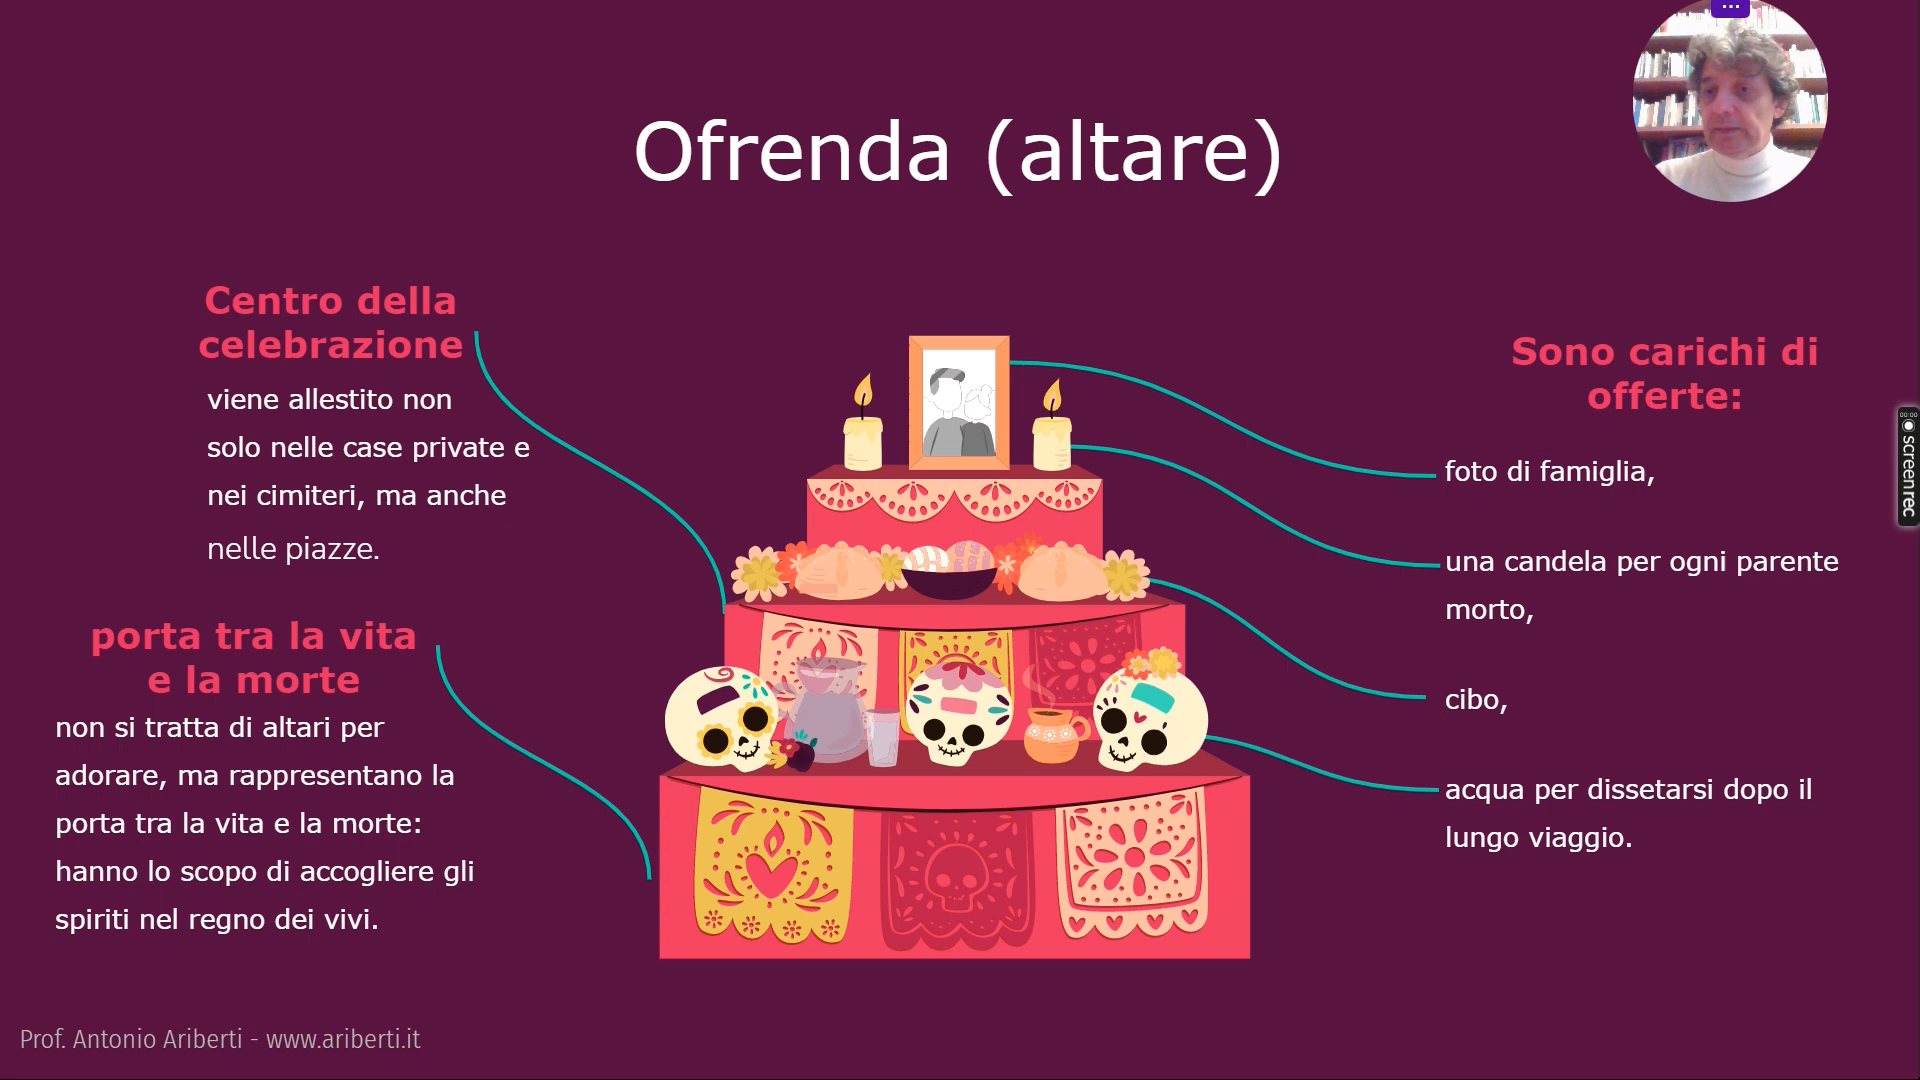 Ofrenda (altare)
Centro della
celebrazione
viene allestito non
solo nelle case private e
nei cimiteri, ma anche
nelle piazze.
porta tra la vita
e la morte
non si tratta di altari per
adorare, ma rappresentano la
porta tra la vita e la morte:
hanno lo scopo di accogliere gli
spiriti nel regno dei vivi.
Sono carichi di
offerte:
foto di famiglia,
una candela per ogni parente
morto,
cibo,
acqua per dissetarsi dopo il
lungo viaggio.
00:00
screenrec
Prof. Antonio Ariberti - www.ariberti.it